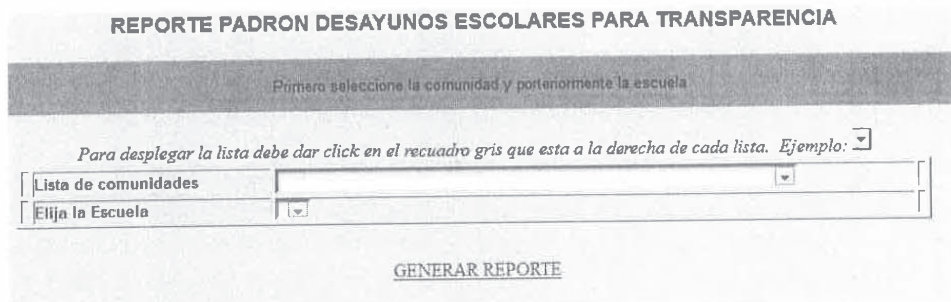 REPORTE PADRON DESAYUNOS ESCOLARES PARA TRANSPARENCIA
Primero seleccione la comunidad y porteriormente la escuela
Para desplegar la lista debe dar click en el recuadro gris que esta a la derecha de cada lista. Ejemplo:
Lista de comunidades
Elija la Escuela
GENERAR REPORTE